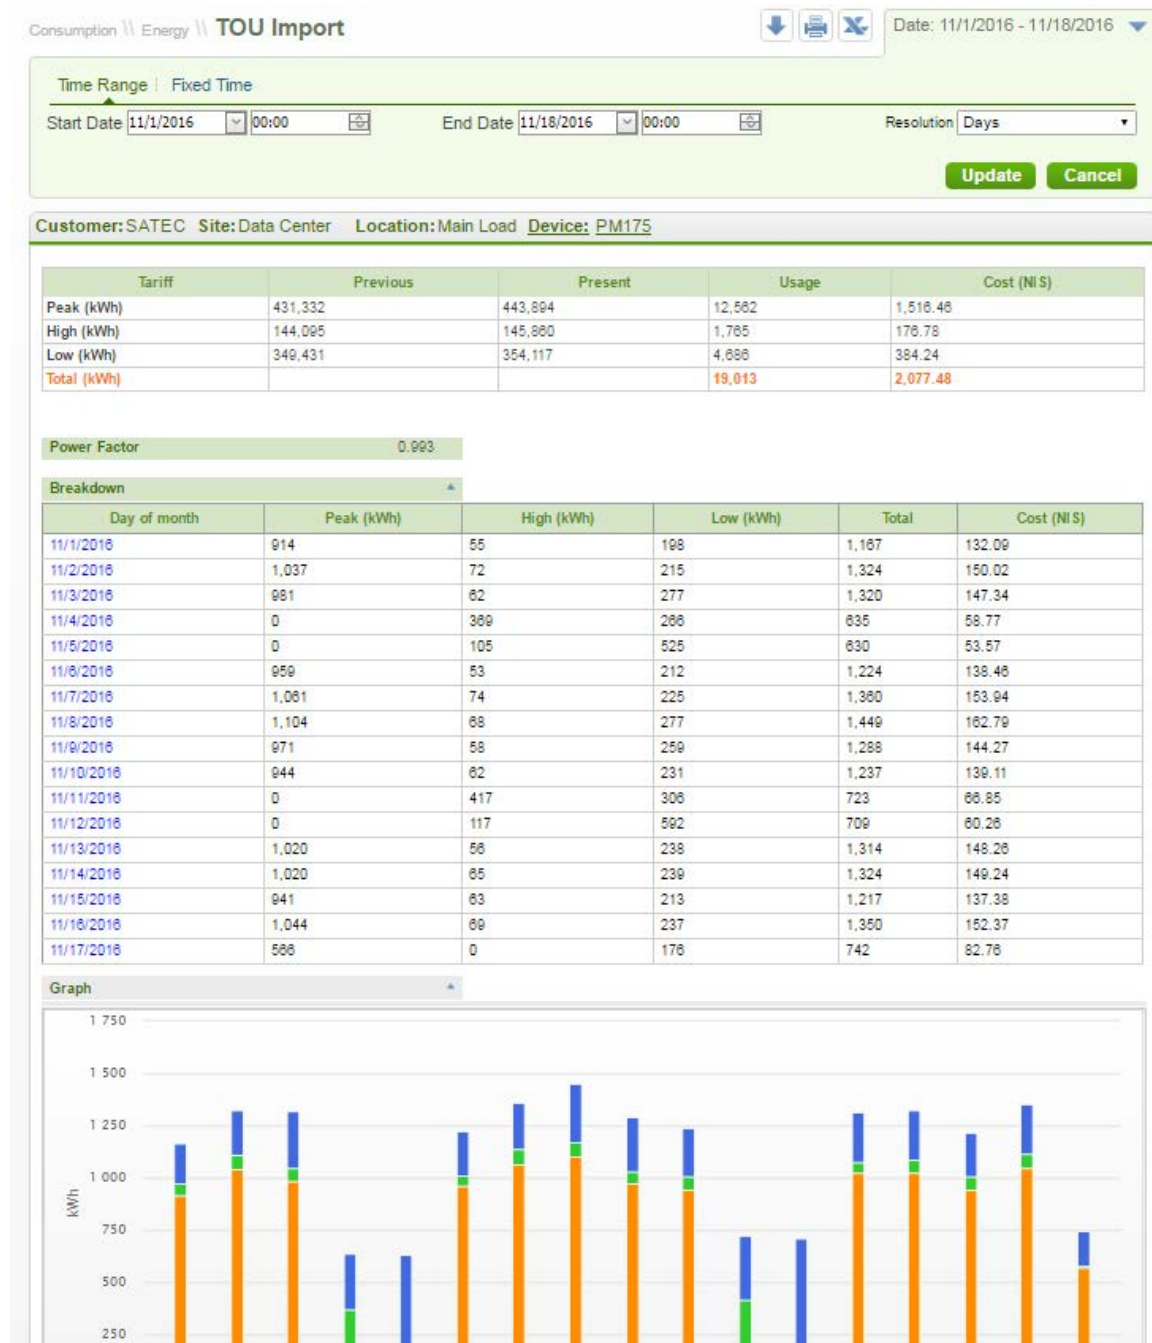 Consumption \\ Energy \\ TOU Import
Date: 11/1/2016 - 11/18/2016
Time Range Fixed Time
Start Date 11/1/2016 00:00 End Date 11/18/2016 00:00 Resolution Days
Update Cancel
Customer: SATEC Site: Data Center Location: Main Load Device: PM175
Tariff Previous Present Usage Cost (NIS)
Peak (kWh) 431,332 443,894 12,562 1,516.46
High (kWh) 144,095 145,860 1,765 176.78
Low (kWh) 349,431 354,117 4,686 384.24
Total (kWh) 19,013 2,077.48
Power Factor 0.993
Breakdown
Day of month Peak (kWh) High (kWh) Low (kWh) Total Cost (NIS)
11/1/2016 914 55 198 1,167 132.09
11/2/2016 1,037 72 215 1,324 150.02
11/3/2016 981 62 277 1,320 147.34
11/4/2016 0 369 266 635 58.77
11/5/2016 0 105 525 630 53.57
11/6/2016 959 53 212 1,224 138.46
11/7/2016 1,061 74 225 1,360 153.94
11/8/2016 1,104 68 277 1,449 162.79
11/9/2016 971 58 259 1,288 144.27
11/10/2016 944 62 231 1,237 139.11
11/11/2016 0 417 306 723 66.85
11/12/2016 0 117 592 709 60.26
11/13/2016 1,020 56 238 1,314 148.26
11/14/2016 1,020 65 239 1,324 149.24
11/15/2016 941 63 213 1,217 137.38
11/16/2016 1,044 69 237 1,350 152.37
11/17/2016 566 0 176 742 82.76
Graph
1 750
1 500
1 250
1 000
kWh
750
500
250